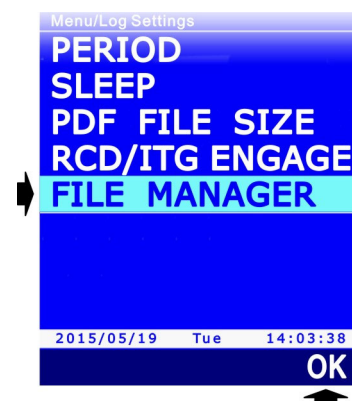 Menu/Log Settings
PERIOD
SLEEP
PDF FILE SIZE
RCD/ITG ENGAGE
FILE MANAGER
2015/05/19 Tue 14:03:38
OK